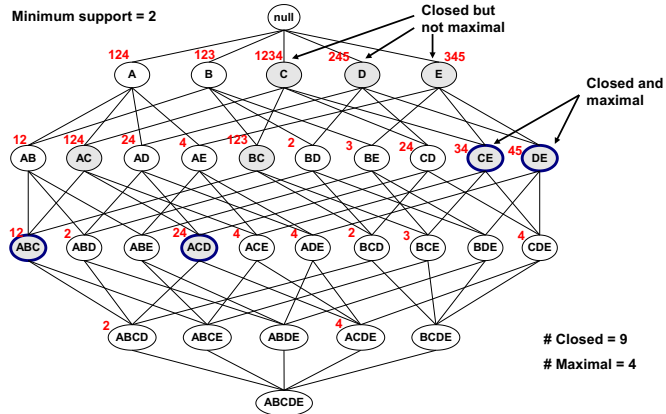 Minimum support = 2
null
Closed but
not maximal
124 123 1234 245 345
A B C D E
Closed and
maximal
12 124 24 4 123 2 3 24 34 45
AB AC AD AE BC BD BE CD CE DE
12 2 24 4 4 2 3 4
ABC ABD ABE ACD ACE ADE BCD BCE BDE CDE
2 4
ABCD ABCE ABDE ACDE BCDE
# Closed = 9
# Maximal = 4
ABCDE